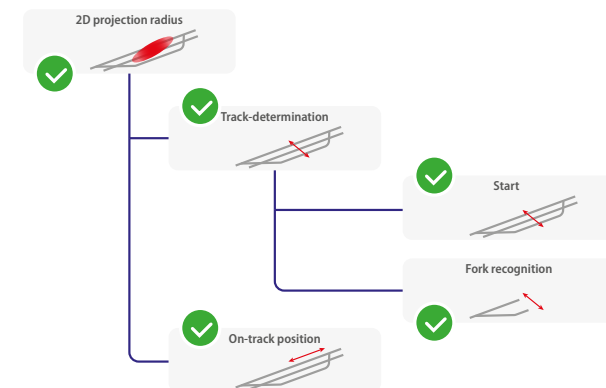 2D projection radius
Track-determination
Start
Fork recognition
On-track position